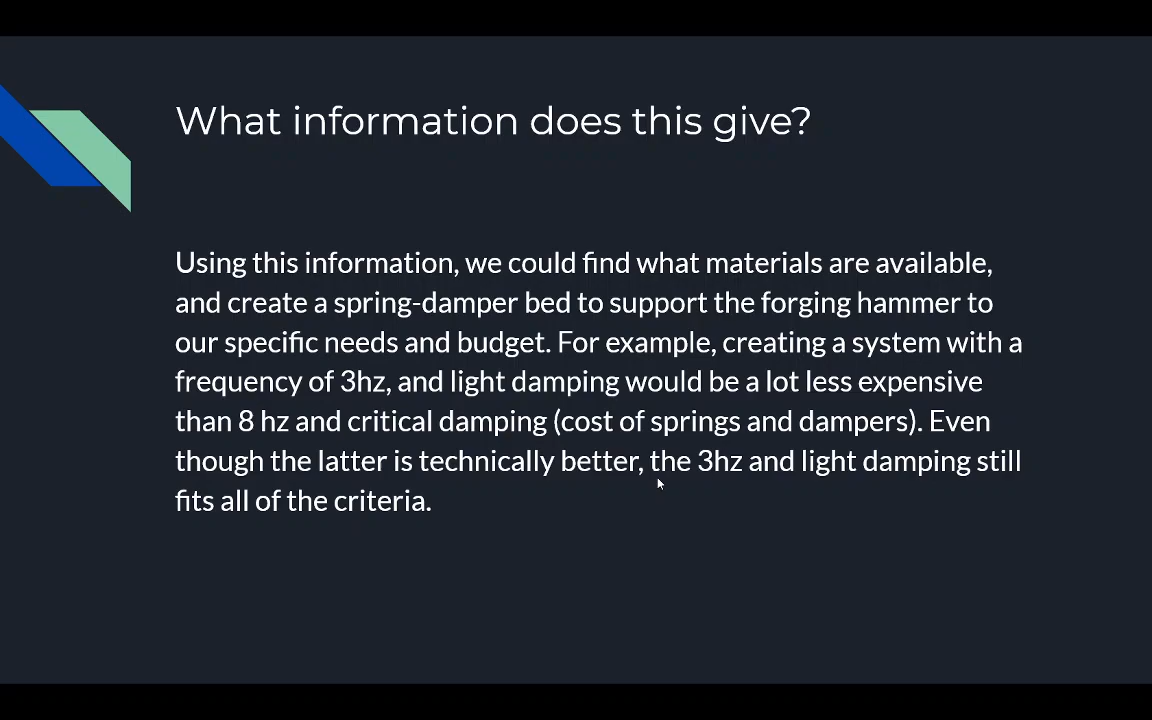 What information does this give?
Using this information, we could find what materials are available,
and create a spring-damper bed to support the forging hammer to
our specific needs and budget. For example, creating a system with a
frequency of 3hz, and light damping would be a lot less expensive
than 8 hz and critical damping (cost of springs and dampers). Even
though the latter is technically better, the 3hz and light damping still
fits all of the criteria.